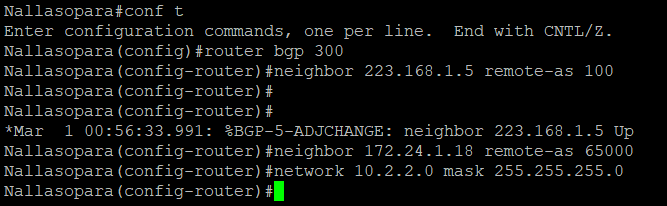 Nallasopara#conf t
Enter configuration commands, one per line.  End with CNTL/Z.
Nallasopara(config)#router bgp 300
Nallasopara(config-router)#neighbor 223.168.1.5 remote-as 100
Nallasopara(config-router)#
Nallasopara(config-router)#
*Mar  1 00:56:33.991: %BGP-5-ADJCHANGE: neighbor 223.168.1.5 Up
Nallasopara(config-router)#neighbor 172.24.1.18 remote-as 65000
Nallasopara(config-router)#network 10.2.2.0 mask 255.255.255.0
Nallasopara(config-router)#